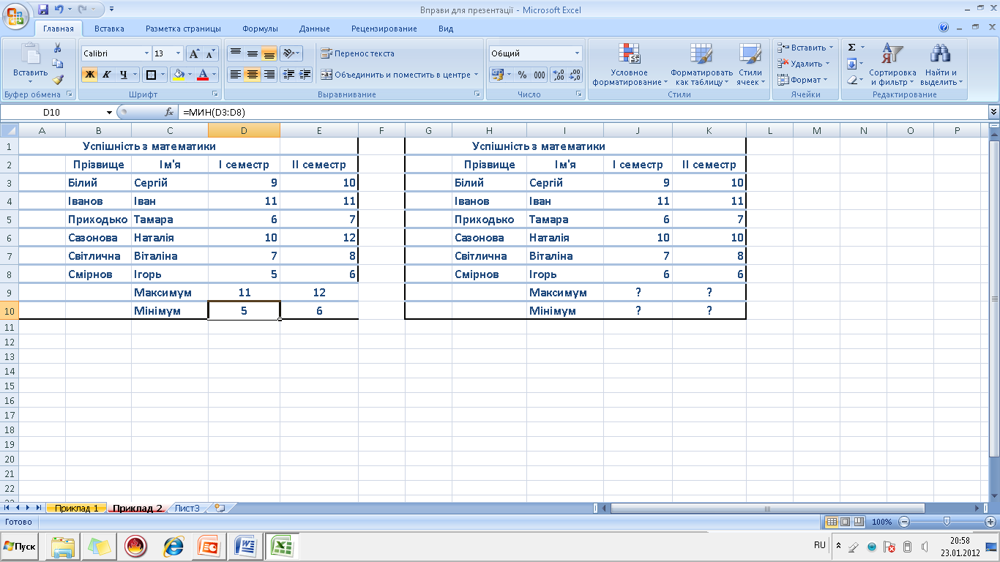 Вправи для презентації - Microsoft Excel
Главная Вставка Разметка страницы Формулы Данные Рецензирование Вид
Вставить
Calibri 13
Ж К Ч
Перенос текста
Объединить и поместить в центре
Общий
% 000
Условное форматирование
Форматировать как таблицу
Стили ячеек
Вставить
Удалить
Формат
Σ
Сортировка и фильтр
Найти и выделить
Буфер обмена Шрифт Выравнивание Число Стили Ячейки Редактирование
D10 fx =МИН(D3:D8)
A B C D E F G H I J K L M N O P
1 Успішність з математики Успішність з математики
2 Прізвище Ім'я І семестр ІІ семестр Прізвище Ім'я І семестр ІІ семестр
3 Білий Сергій 9 10 Білий Сергій 9 10
4 Іванов Іван 11 11 Іванов Іван 11 11
5 Приходько Тамара 6 7 Приходько Тамара 6 7
6 Сазонова Наталія 10 12 Сазонова Наталія 10 10
7 Світлична Віталіна 7 8 Світлична Віталіна 7 8
8 Смірнов Ігорь 5 6 Смірнов Ігорь 6 6
9 Максимум 11 12 Максимум ? ?
10 Мінімум 5 6 Мінімум ? ?
11
12
13
14
15
16
17
18
19
20
21
22
Приклад 1 Приклад 2 Лист3
Готово 100%
Пуск RU 20:58
23.01.2012